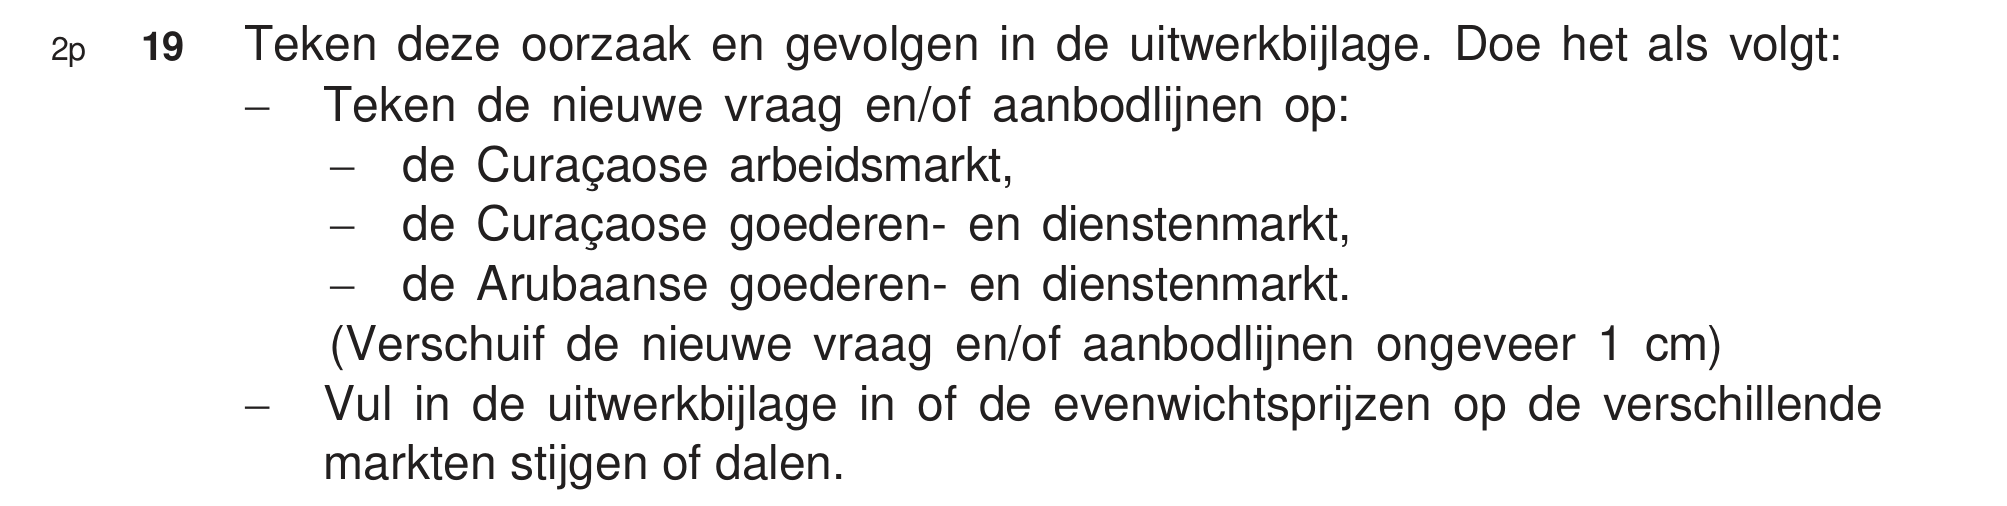 2p 19 Teken deze oorzaak en gevolgen in de uitwerkbijlage. Doe het als volgt:
− Teken de nieuwe vraag en/of aanbodlijnen op:
− de Curaçaose arbeidsmarkt,
− de Curaçaose goederen- en dienstenmarkt,
− de Arubaanse goederen- en dienstenmarkt.
(Verschuif de nieuwe vraag en/of aanbodlijnen ongeveer 1 cm)
− Vul in de uitwerkbijlage in of de evenwichtsprijzen op de verschillende
markten stijgen of dalen.